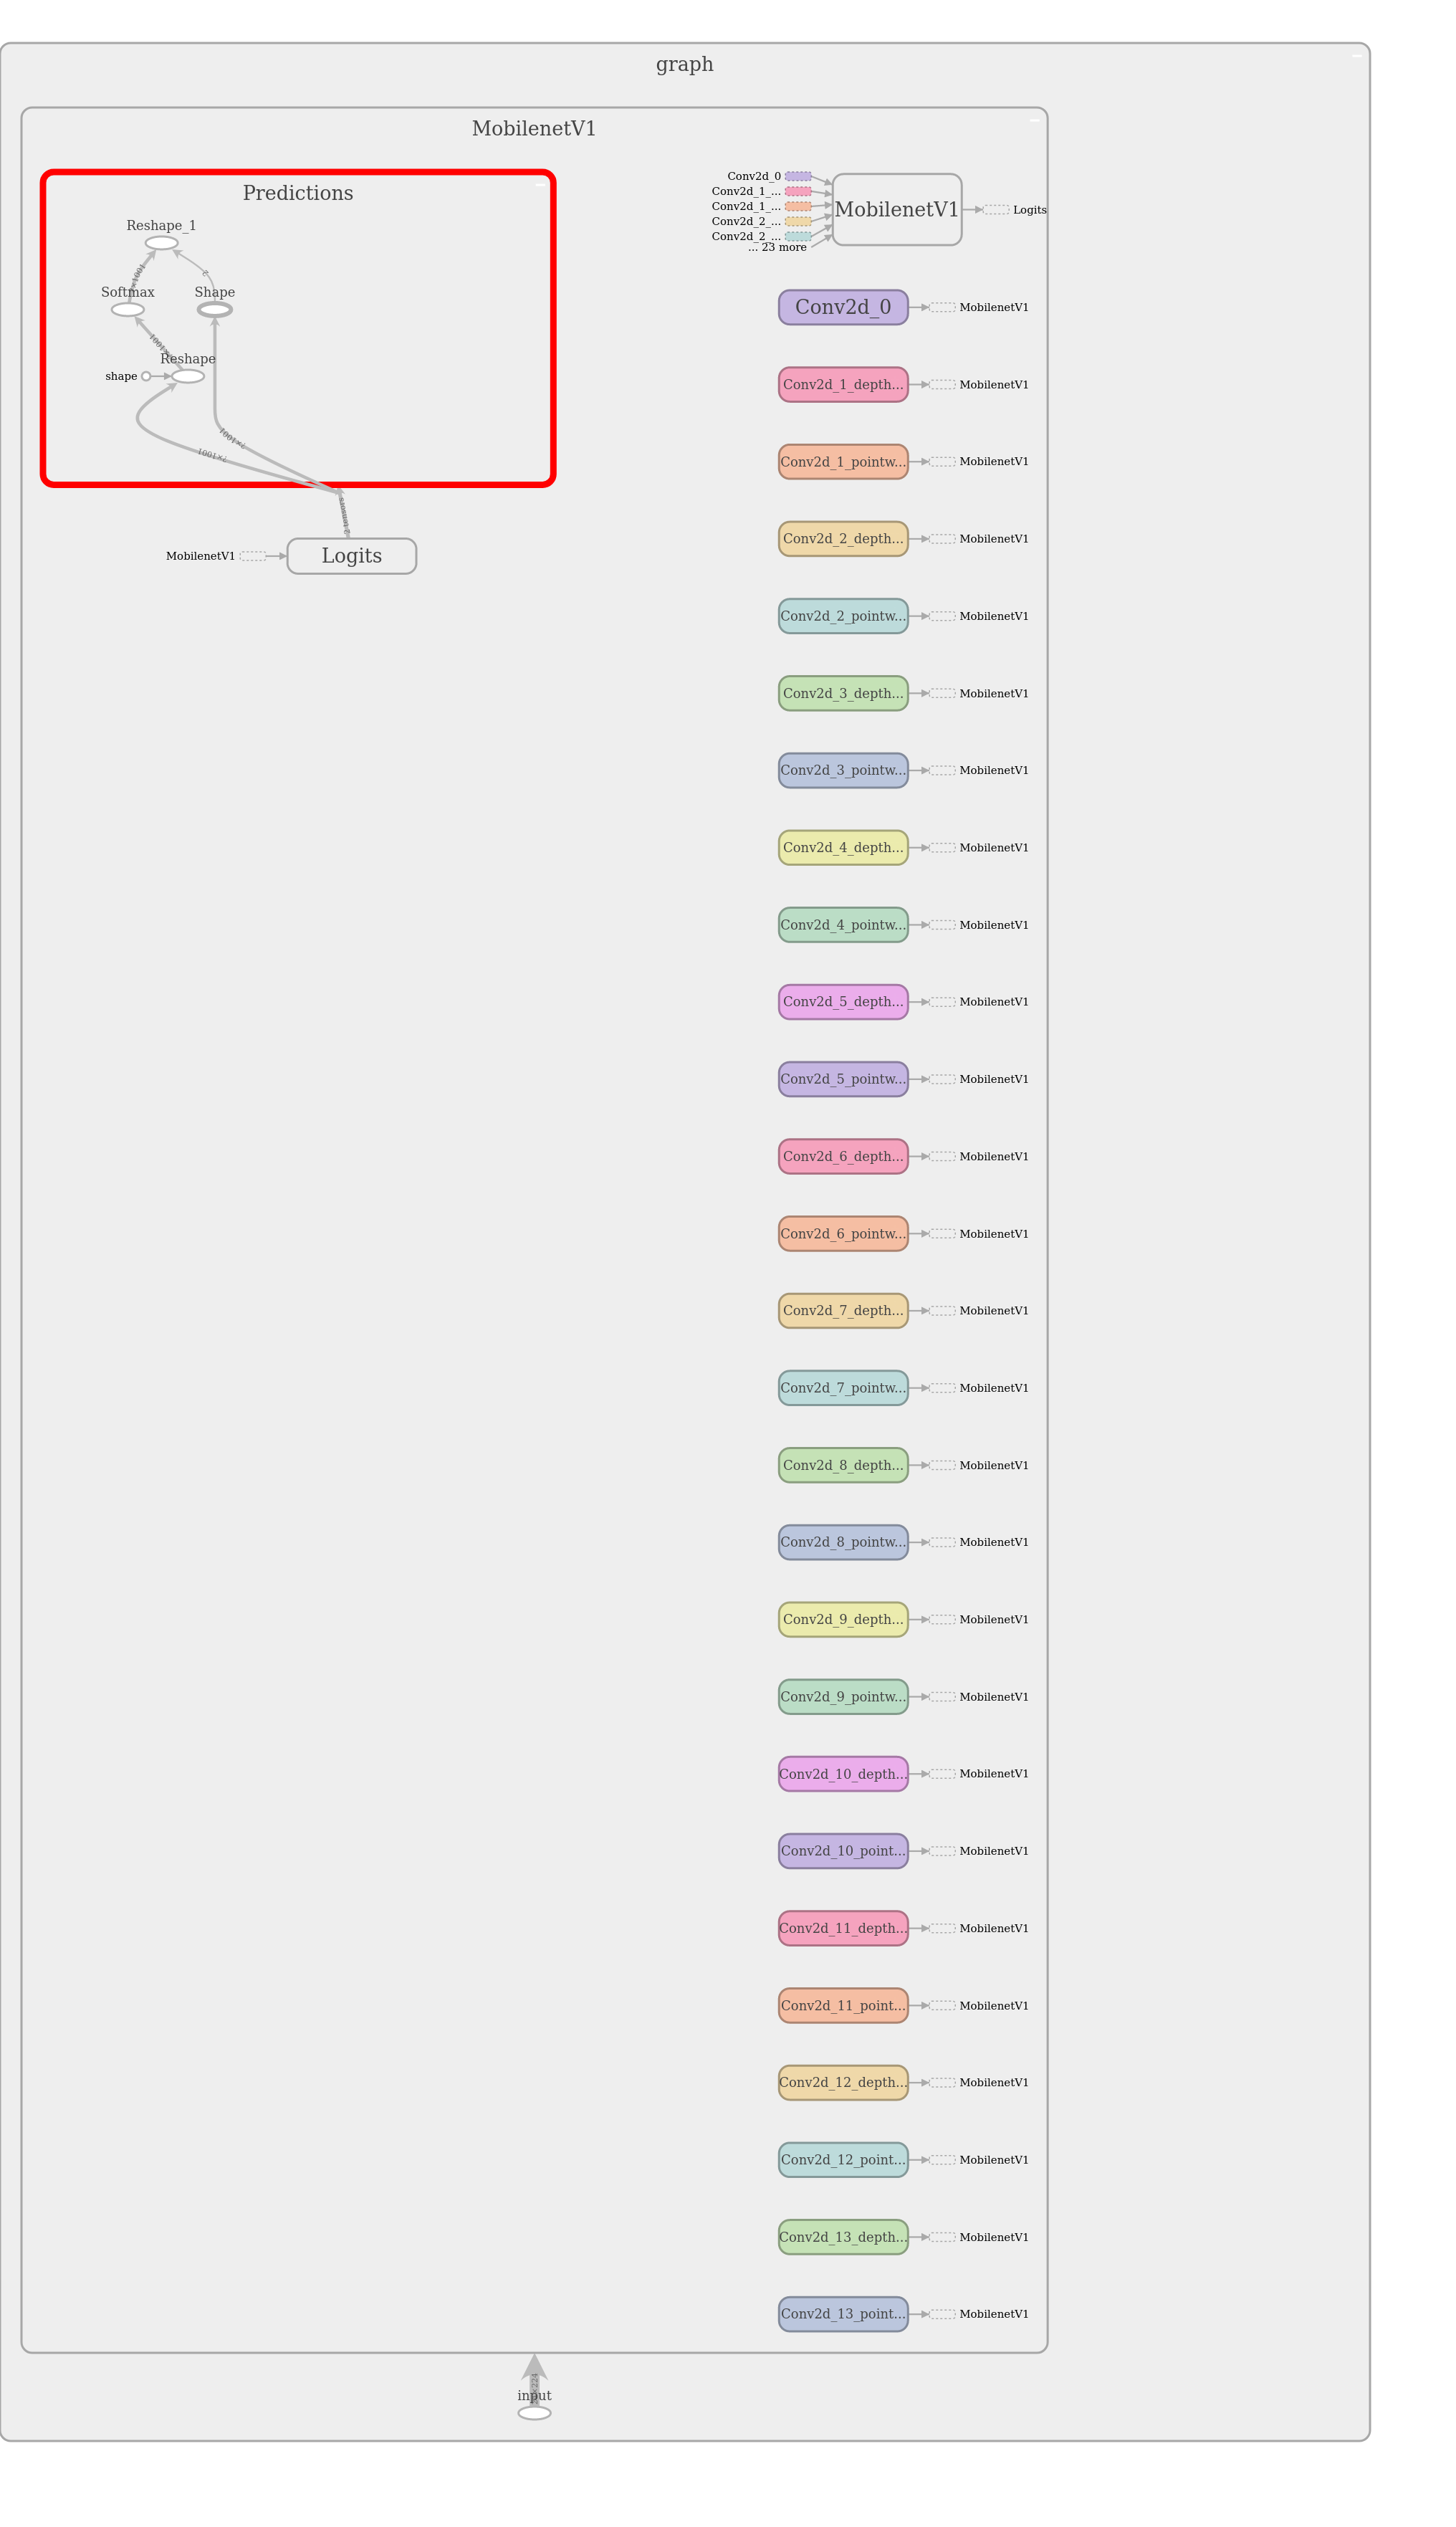 graph
MobilenetV1
Predictions
Reshape_1
?×1001
?
Softmax
Shape
?×1001
Reshape
shape
?×1001
?×1001
2 tensors
MobilenetV1
Logits
Conv2d_0
Conv2d_1_...
Conv2d_1_...
Conv2d_2_...
Conv2d_2_...
... 23 more
MobilenetV1
Logits
Conv2d_0 MobilenetV1
Conv2d_1_depth... MobilenetV1
Conv2d_1_pointw... MobilenetV1
Conv2d_2_depth... MobilenetV1
Conv2d_2_pointw... MobilenetV1
Conv2d_3_depth... MobilenetV1
Conv2d_3_pointw... MobilenetV1
Conv2d_4_depth... MobilenetV1
Conv2d_4_pointw... MobilenetV1
Conv2d_5_depth... MobilenetV1
Conv2d_5_pointw... MobilenetV1
Conv2d_6_depth... MobilenetV1
Conv2d_6_pointw... MobilenetV1
Conv2d_7_depth... MobilenetV1
Conv2d_7_pointw... MobilenetV1
Conv2d_8_depth... MobilenetV1
Conv2d_8_pointw... MobilenetV1
Conv2d_9_depth... MobilenetV1
Conv2d_9_pointw... MobilenetV1
Conv2d_10_depth... MobilenetV1
Conv2d_10_point... MobilenetV1
Conv2d_11_depth... MobilenetV1
Conv2d_11_point... MobilenetV1
Conv2d_12_depth... MobilenetV1
Conv2d_12_point... MobilenetV1
Conv2d_13_depth... MobilenetV1
Conv2d_13_point... MobilenetV1
input